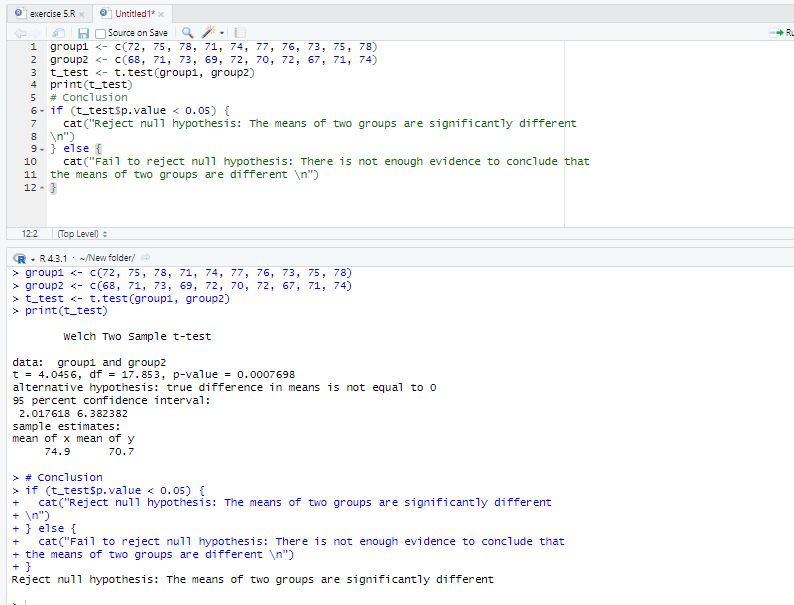 exercise 5.R
Untitled1*
Source on Save
Ru
1 group1 <- c(72, 75, 78, 71, 74, 77, 76, 73, 75, 78)
2 group2 <- c(68, 71, 73, 69, 72, 70, 72, 67, 71, 74)
3 t_test <- t.test(group1, group2)
4 print(t_test)
5 # Conclusion
6 if (t_test$p.value < 0.05) {
7 cat("Reject null hypothesis: The means of two groups are significantly different
8 \n")
9 } else {
10 cat("Fail to reject null hypothesis: There is not enough evidence to conclude that
11 the means of two groups are different \n")
12 }
12:2 (Top Level)
R 4.3.1 · ~/New folder/
> group1 <- c(72, 75, 78, 71, 74, 77, 76, 73, 75, 78)
> group2 <- c(68, 71, 73, 69, 72, 70, 72, 67, 71, 74)
> t_test <- t.test(group1, group2)
> print(t_test)
Welch Two Sample t-test
data: group1 and group2
t = 4.0456, df = 17.853, p-value = 0.0007698
alternative hypothesis: true difference in means is not equal to 0
95 percent confidence interval:
2.017618 6.382382
sample estimates:
mean of x mean of y
74.9 70.7
> # Conclusion
> if (t_test$p.value < 0.05) {
+ cat("Reject null hypothesis: The means of two groups are significantly different
+ \n")
+ } else {
+ cat("Fail to reject null hypothesis: There is not enough evidence to conclude that
+ the means of two groups are different \n")
+ }
Reject null hypothesis: The means of two groups are significantly different
>